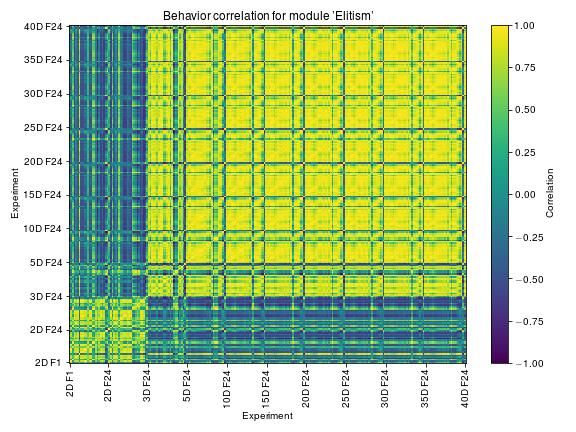 Behavior correlation for module 'Elitism'
40D F24
35D F24
30D F24
25D F24
20D F24
15D F24
10D F24
5D F24
3D F24
2D F24
2D F1
Experiment
2D F1
2D F24
3D F24
5D F24
10D F24
15D F24
20D F24
25D F24
30D F24
35D F24
40D F24
Experiment
1.00
0.75
0.50
0.25
0.00
−0.25
−0.50
−0.75
−1.00
Correlation